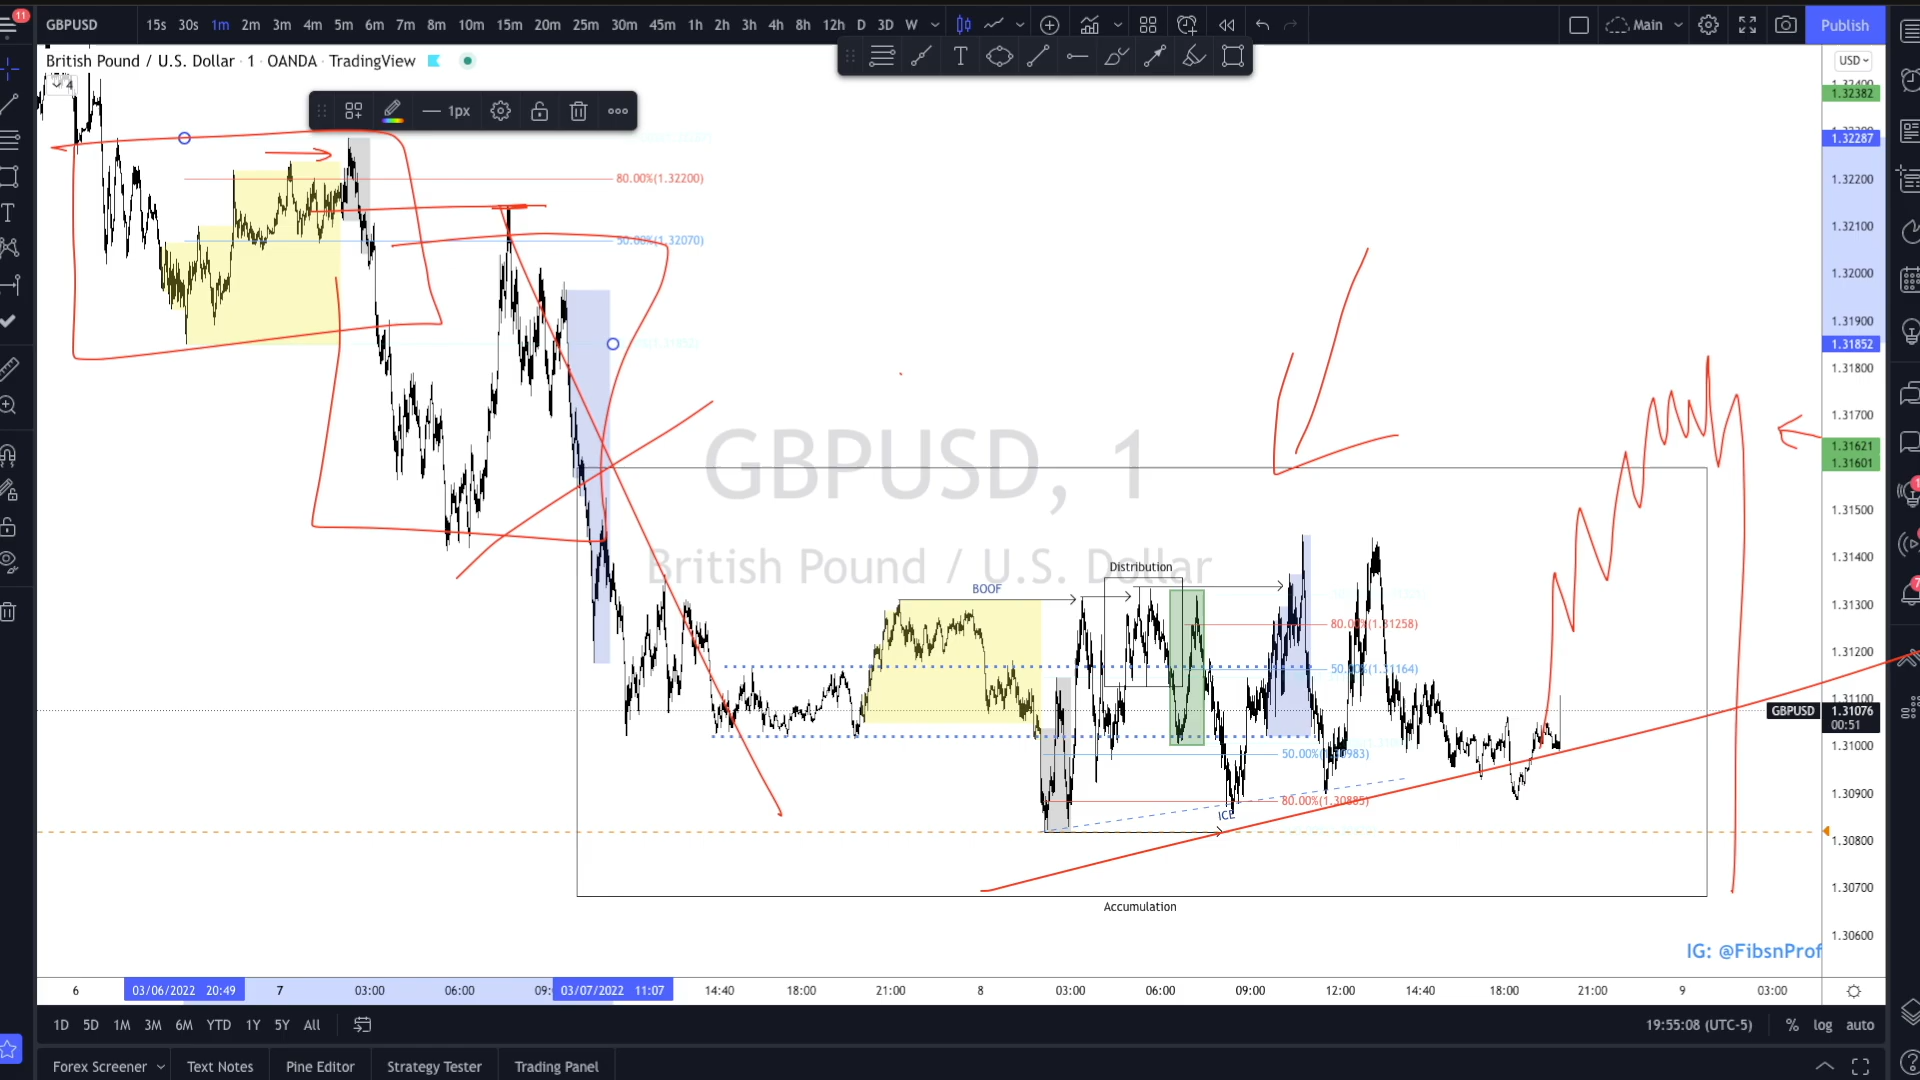 11
GBPUSD 15s 30s 1m 2m 3m 4m 5m 6m 7m 8m 10m 15m 20m 25m 30m 45m 1h 2h 3h 4h 8h 12h D 3D W Main Publish
British Pound / U.S. Dollar · 1 · OANDA · TradingView
USD
4
1px
1.32382
1.32287
80.00%(1.32200)
1.32200
1.32100
50.00%(1.32070)
1.32000
1.31900
1.31852
1.31800
1.31700
1.31621
1.31601
GBPUSD, 1
1.31500
1.31400
British Pound / U.S. Dollar
Distribution
BOOF
1.31300
80.00%(1.31258)
1.31200
50.00%(1.31164)
1.31100
GBPUSD 1.31076
00:51
1.31000
50.00%(1.30983)
1.30900
80.00%(1.30885)
ICE
1.30800
1.30700
Accumulation
1.30600
IG: @FibsnProf
6 03/06/2022 20:49 7 03:00 06:00 09: 03/07/2022 11:07 14:40 18:00 21:00 8 03:00 06:00 09:00 12:00 14:40 18:00 21:00 9 03:00
1D 5D 1M 3M 6M YTD 1Y 5Y All 19:55:08 (UTC-5) % log auto
Forex Screener Text Notes Pine Editor Strategy Tester Trading Panel